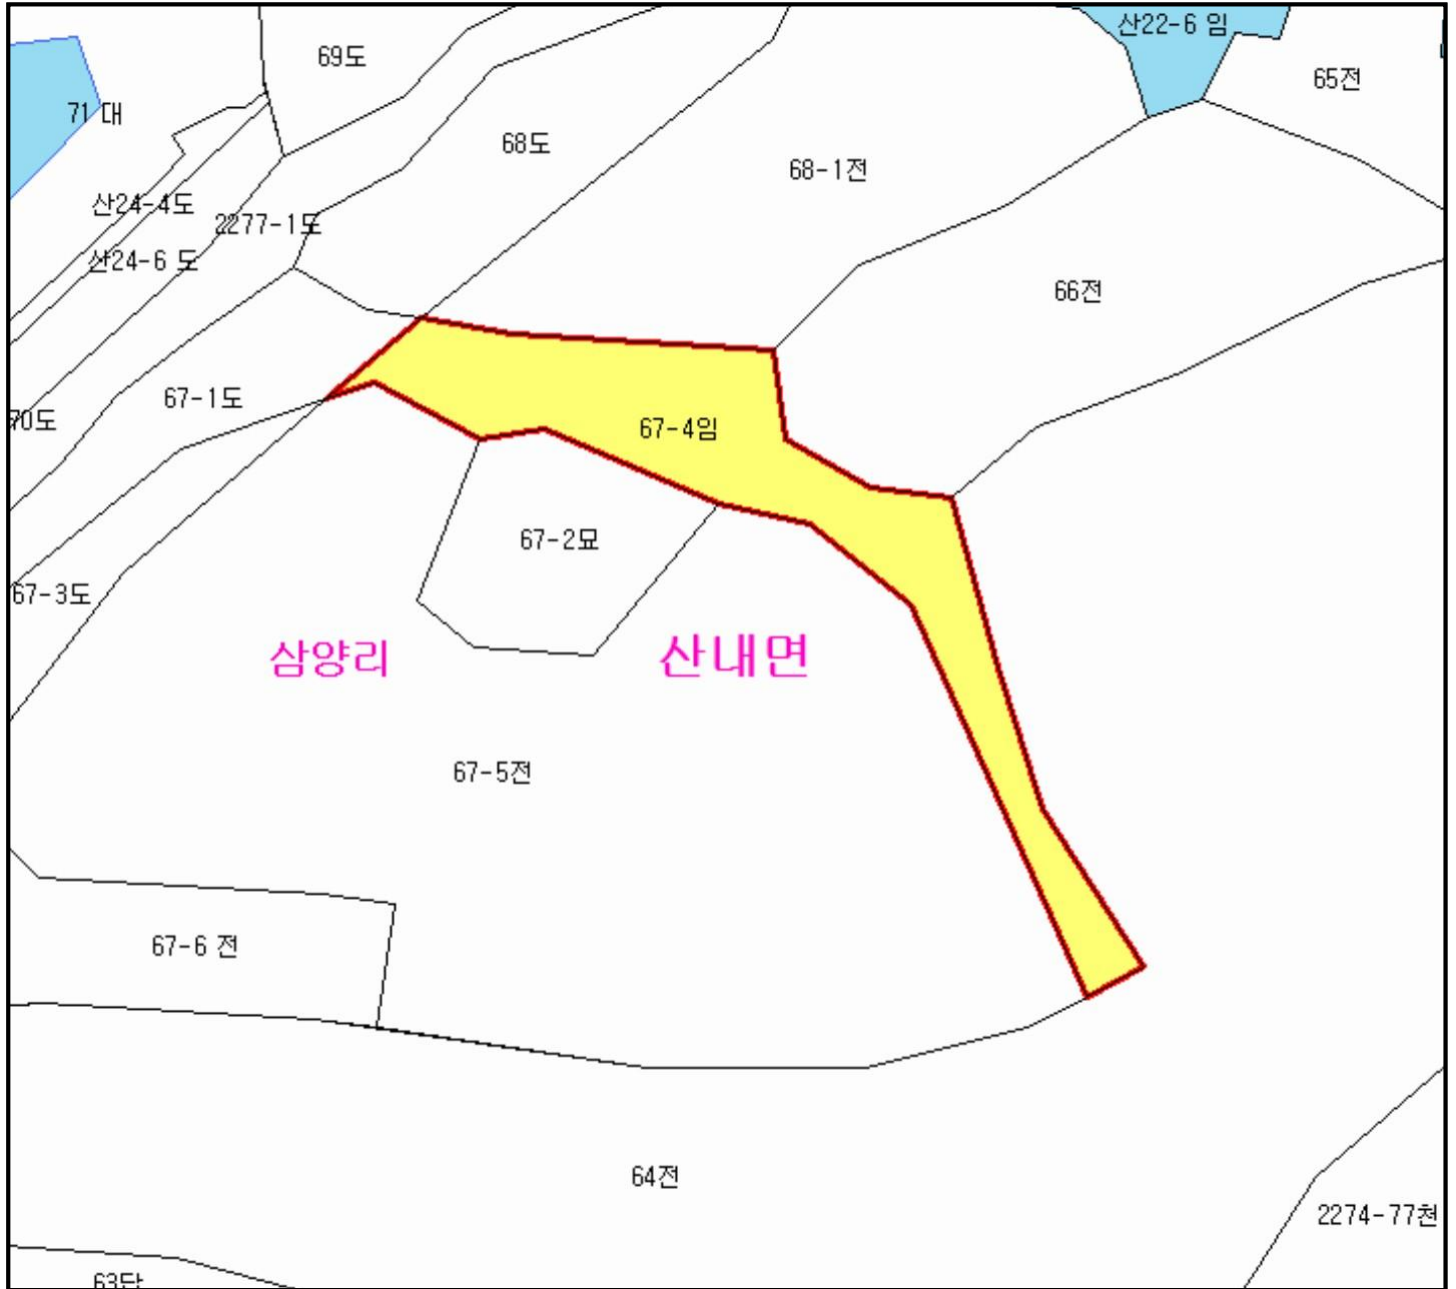 산22-6 임
69도
65전
71 대
68도
68-1전
산24-4도
2277-1도
산24-6 도
66전
67-1도
70도
67-4임
67-2묘
67-3도
삼양리
산내면
67-5전
67-6 전
64전
2274-77천
63답